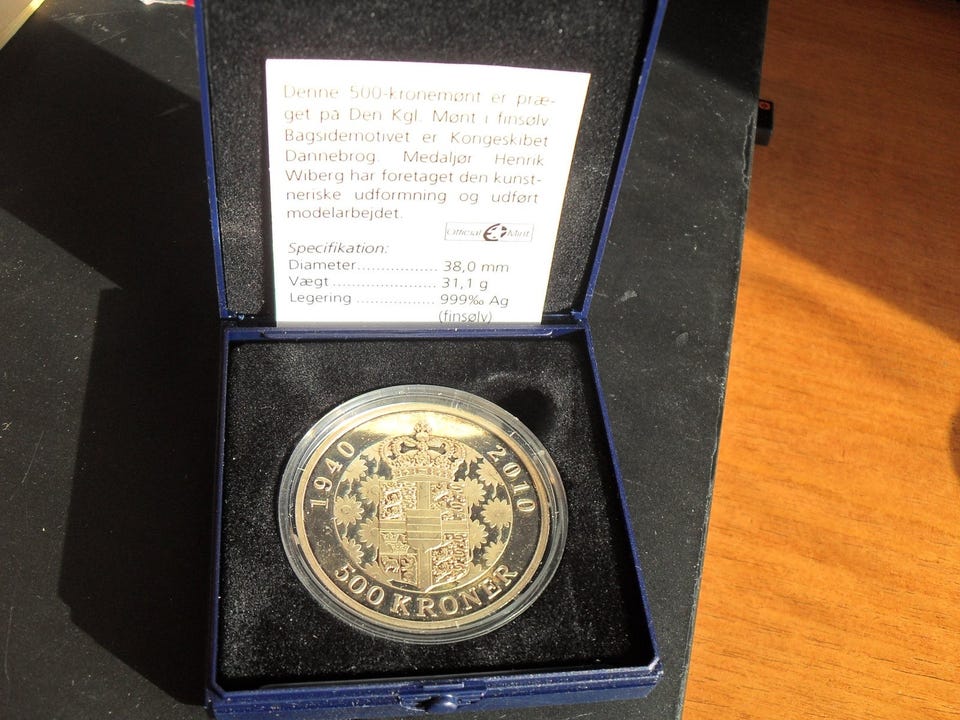 Denne 500-kronemønt er præ-
get på Den Kgl. Mønt i finsølv.
Bagsidemotivet er Kongeskibet
Dannebrog. Medaljør Henrik
Wiberg har foretaget den kunst-
neriske udformning og udført
modelarbejdet.
Official Mint
Specifikation:
Diameter................. 38,0 mm
Vægt....................... 31,1 g
Legering ................. 999‰ Ag
(finsølv)
1940 2010
500 KRONER